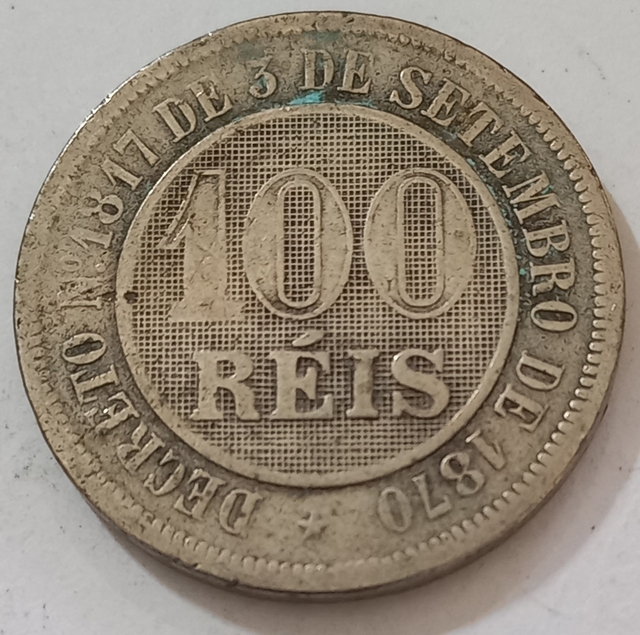 DECRETO Nº. 1817 DE 3 DE SETEMBRO DE 1870
100
RÉIS